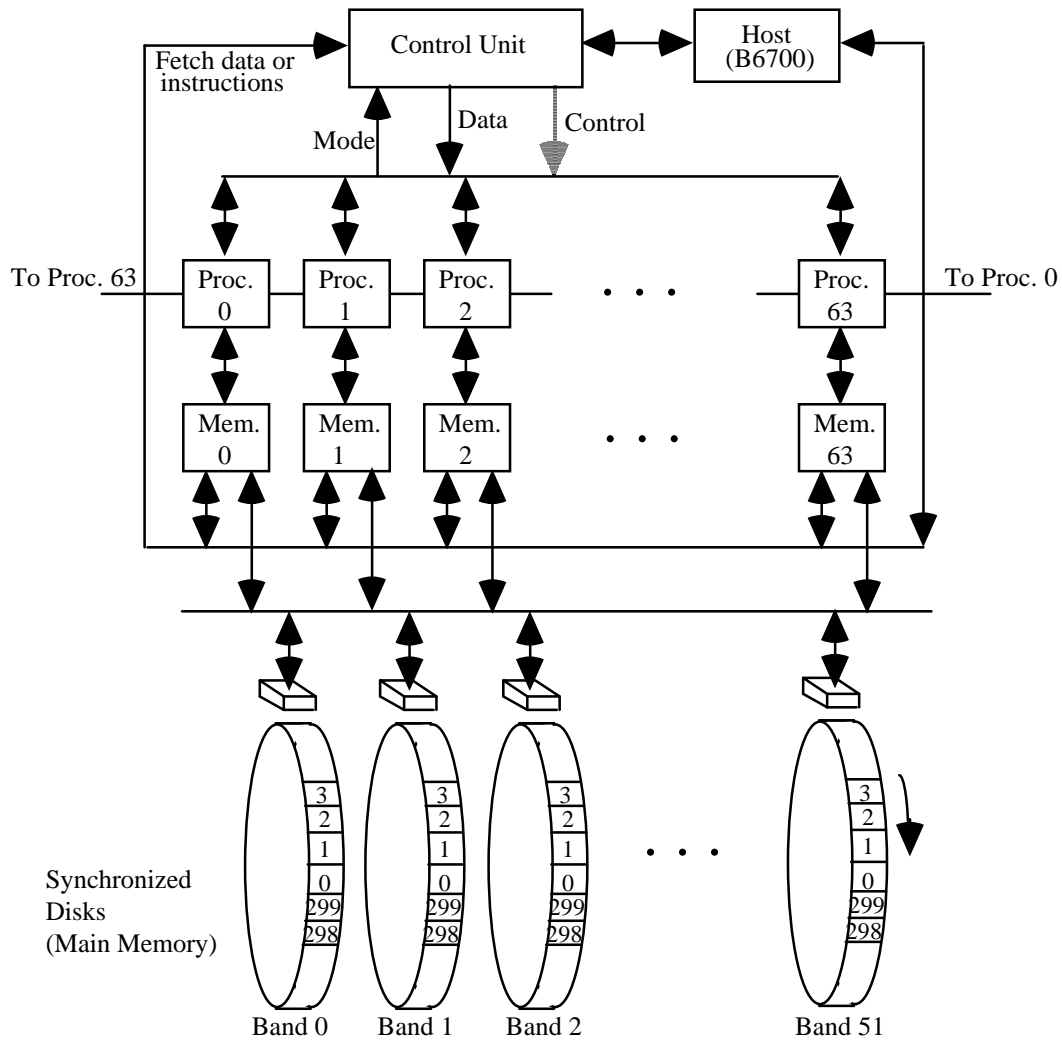 Control Unit
Host
(B6700)
Fetch data or
instructions
Mode
Data
Control
To Proc. 63
Proc.
0
Proc.
1
Proc.
2
. . .
Proc.
63
To Proc. 0
Mem.
0
Mem.
1
Mem.
2
. . .
Mem.
63
3
2
1
0
299
298
3
2
1
0
299
298
3
2
1
0
299
298
. . .
3
2
1
0
299
298
Synchronized
Disks
(Main Memory)
Band 0
Band 1
Band 2
Band 51